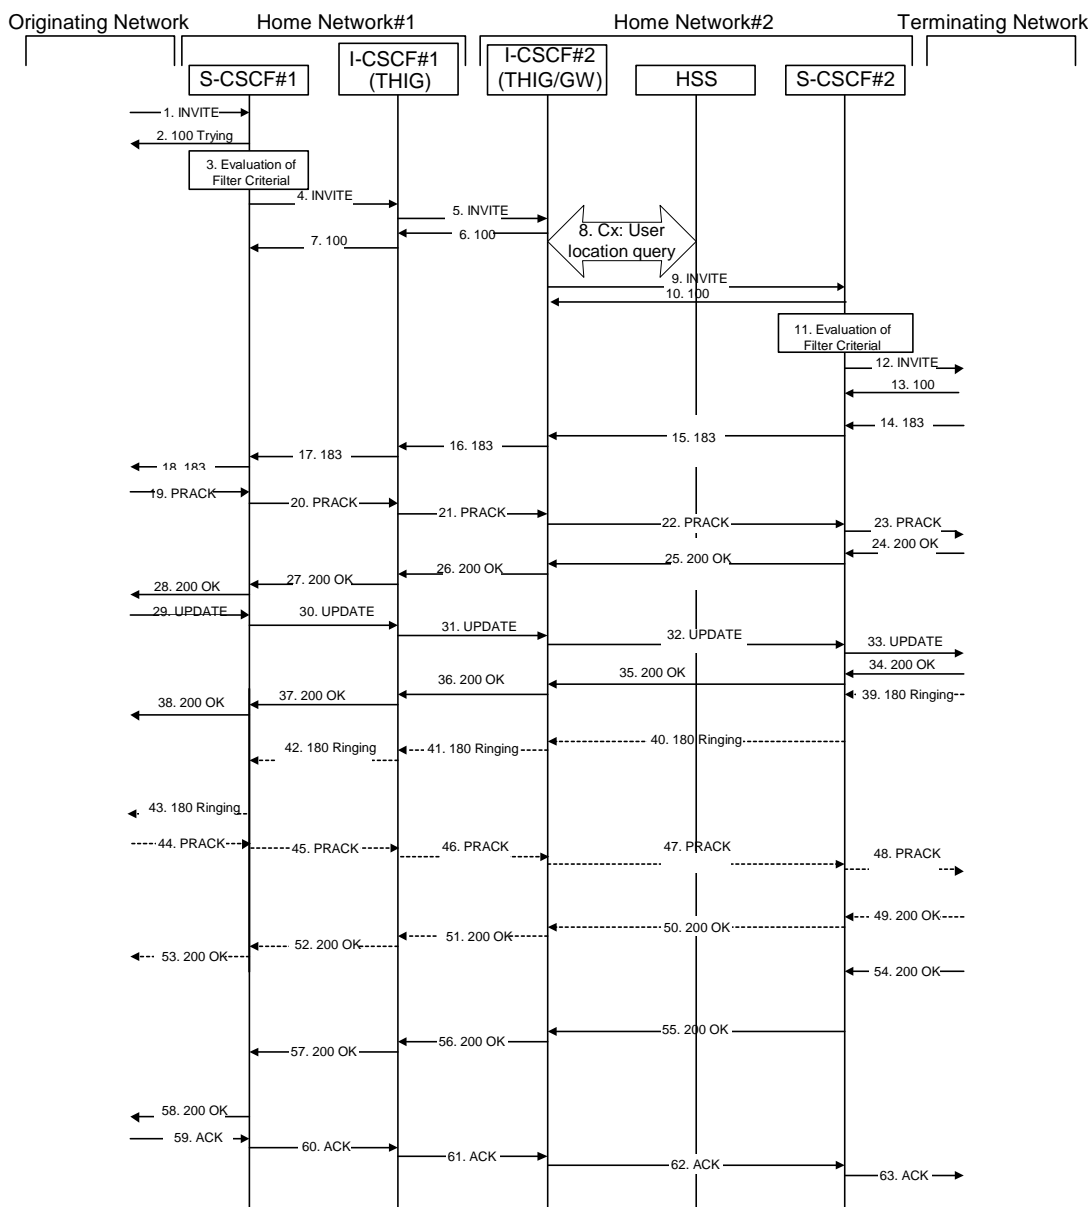 Originating Network
Home Network#1
Home Network#2
Terminating Network
S-CSCF#1
I-CSCF#1
(THIG)
I-CSCF#2
(THIG/GW)
HSS
S-CSCF#2
1. INVITE
2. 100 Trying
3. Evaluation of
Filter Criterial
4. INVITE
5. INVITE
6. 100
7. 100
8. Cx: User
location query
9. INVITE
10. 100
11. Evaluation of
Filter Criterial
12. INVITE
13. 100
14. 183
15. 183
16. 183
17. 183
18. 183
19. PRACK
20. PRACK
21. PRACK
22. PRACK
23. PRACK
24. 200 OK
25. 200 OK
26. 200 OK
27. 200 OK
28. 200 OK
29. UPDATE
30. UPDATE
31. UPDATE
32. UPDATE
33. UPDATE
34. 200 OK
35. 200 OK
36. 200 OK
37. 200 OK
38. 200 OK
39. 180 Ringing
40. 180 Ringing
41. 180 Ringing
42. 180 Ringing
43. 180 Ringing
44. PRACK
45. PRACK
46. PRACK
47. PRACK
48. PRACK
49. 200 OK
50. 200 OK
51. 200 OK
52. 200 OK
53. 200 OK
54. 200 OK
55. 200 OK
56. 200 OK
57. 200 OK
58. 200 OK
59. ACK
60. ACK
61. ACK
62. ACK
63. ACK